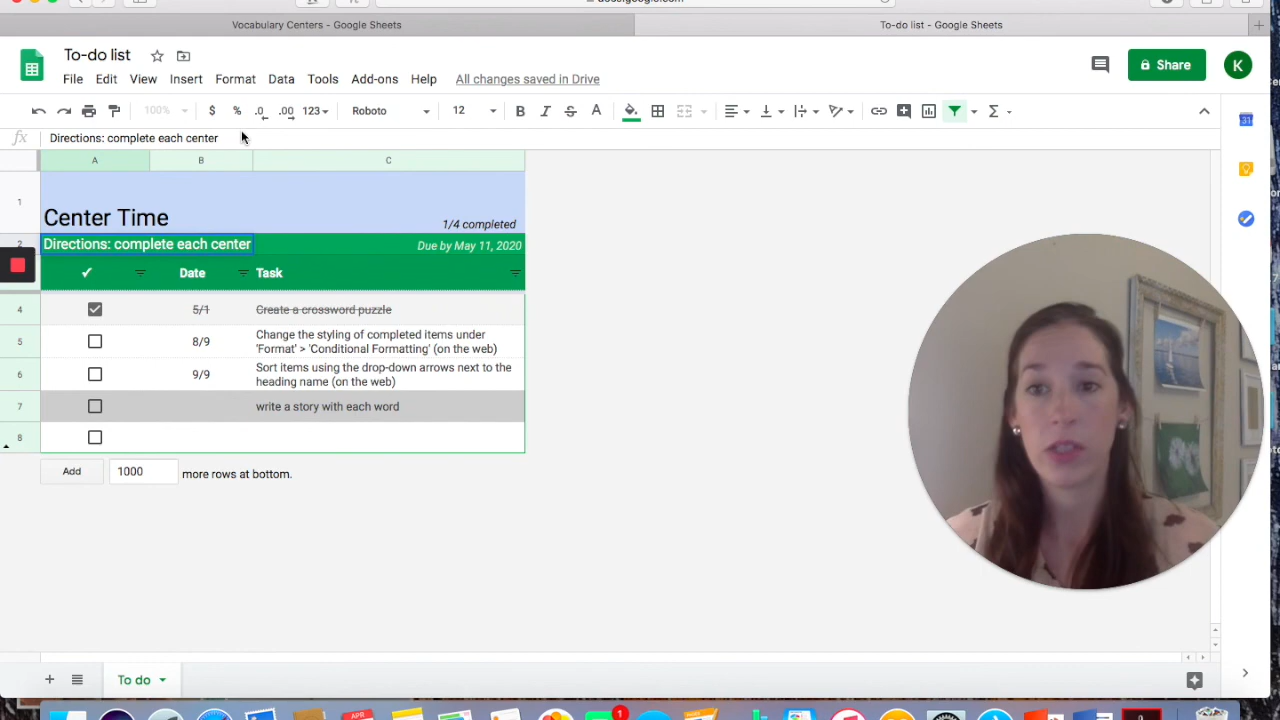 Vocabulary Centers - Google Sheets
To-do list - Google Sheets
To-do list
File Edit View Insert Format Data Tools Add-ons Help All changes saved in Drive
Share
K
100% $ % .0 .00 123 Roboto 12 B I S A
fx Directions: complete each center
A B C
1 Center Time 1/4 completed
2 Directions: complete each center Due by May 11, 2020
✓ Date Task
4 5/1 Create a crossword puzzle
5 8/9 Change the styling of completed items under
'Format' > 'Conditional Formatting' (on the web)
6 9/9 Sort items using the drop-down arrows next to the
heading name (on the web)
7 write a story with each word
8
Add 1000 more rows at bottom.
To do
APR
1